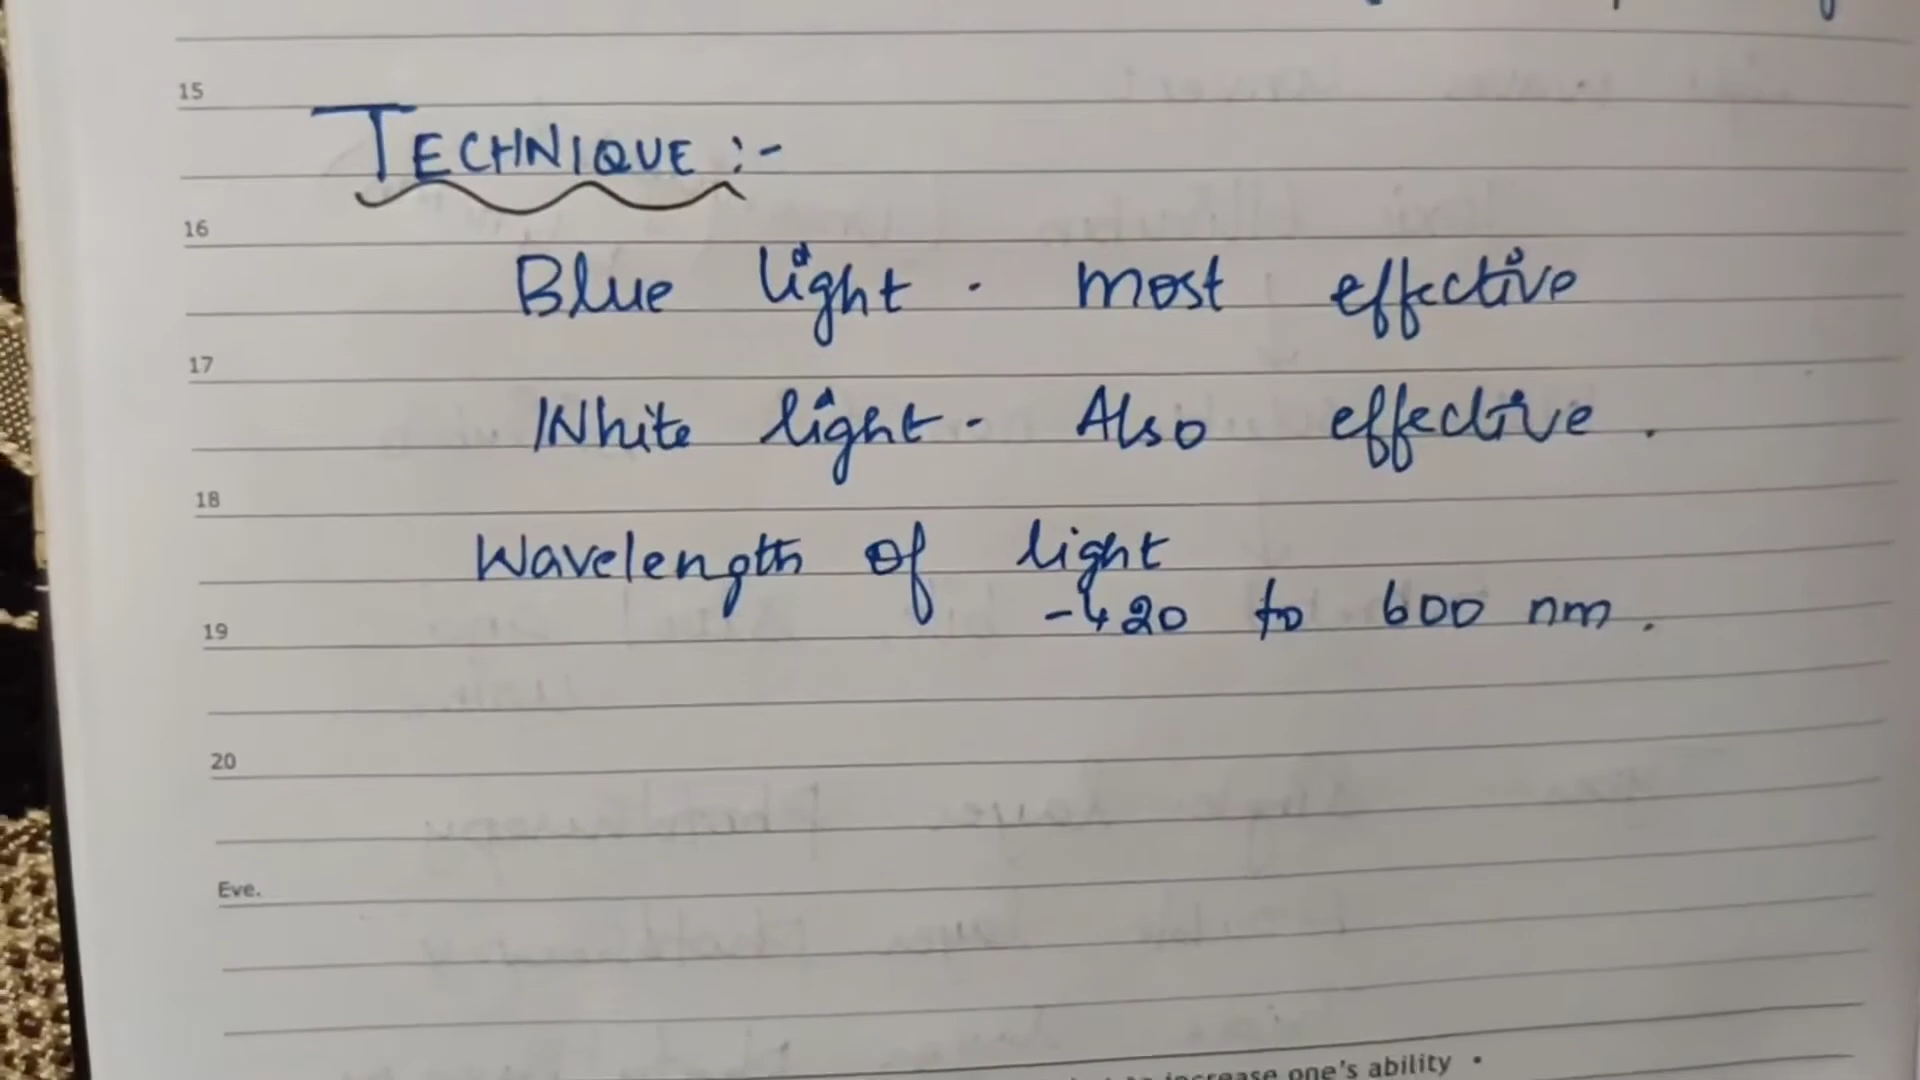 15
TECHNIQUE :-
16
Blue light - most effective
17
White light - Also effective.
18
Wavelength of light
- 420 to 600 nm.
19
20
Eve.
increase one's ability •